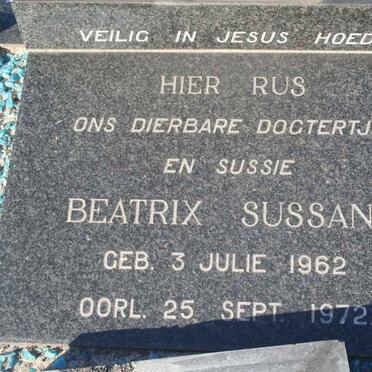 VEILIG IN JESUS HOED
HIER RUS
ONS DIERBARE DOGTERTJ
EN SUSSIE
BEATRIX SUSSAN
GEB. 3 JULIE 1962
OORL. 25 SEPT. 1972